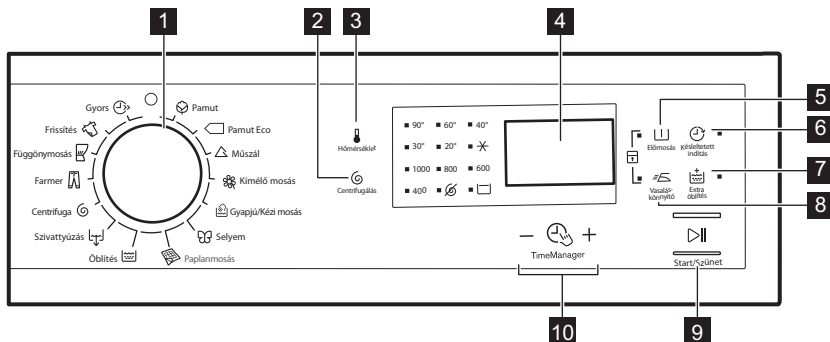 1
2
3
4
5
6
7
8
9
10
Gyors
Frissítés
Függönymosás
Farmer
Centrifuga
Szivattyúzás
Öblítés
Pamut
Pamut Eco
Műszál
Kímélő mosás
Gyapjú/Kézi mosás
Selyem
Paplanmosás
Hőmérséklet
Centrifugálás
90° 60° 40°
30° 20°
1000 800 600
400
TimeManager
Előmosás
Késleltetett
indítás
Vasalás-
könnyítő
Extra
öblítés
Start/Szünet